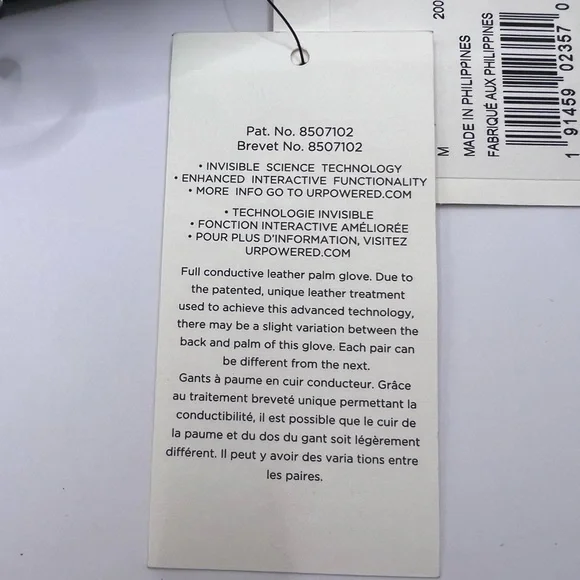 Pat. No. 8507102
Brevet No. 8507102
• INVISIBLE SCIENCE TECHNOLOGY
• ENHANCED INTERACTIVE FUNCTIONALITY
• MORE INFO GO TO URPOWERED.COM
• TECHNOLOGIE INVISIBLE
• FONCTION INTERACTIVE AMÉLIORÉE
• POUR PLUS D'INFORMATION, VISITEZ
URPOWERED.COM
Full conductive leather palm glove. Due to
the patented, unique leather treatment
used to achieve this advanced technology,
there may be a slight variation between the
back and palm of this glove. Each pair can
be different from the next.
Gants à paume en cuir conducteur. Grâce
au traitement breveté unique permettant la
conductibilité, il est possible que le cuir de
la paume et du dos du gant soit légèrement
différent. Il peut y avoir des varia tions entre
les paires.
200
M
MADE IN PHILIPPINES
FABRIQUÉ AUX PHILIPPINES
1 91459 02357 0